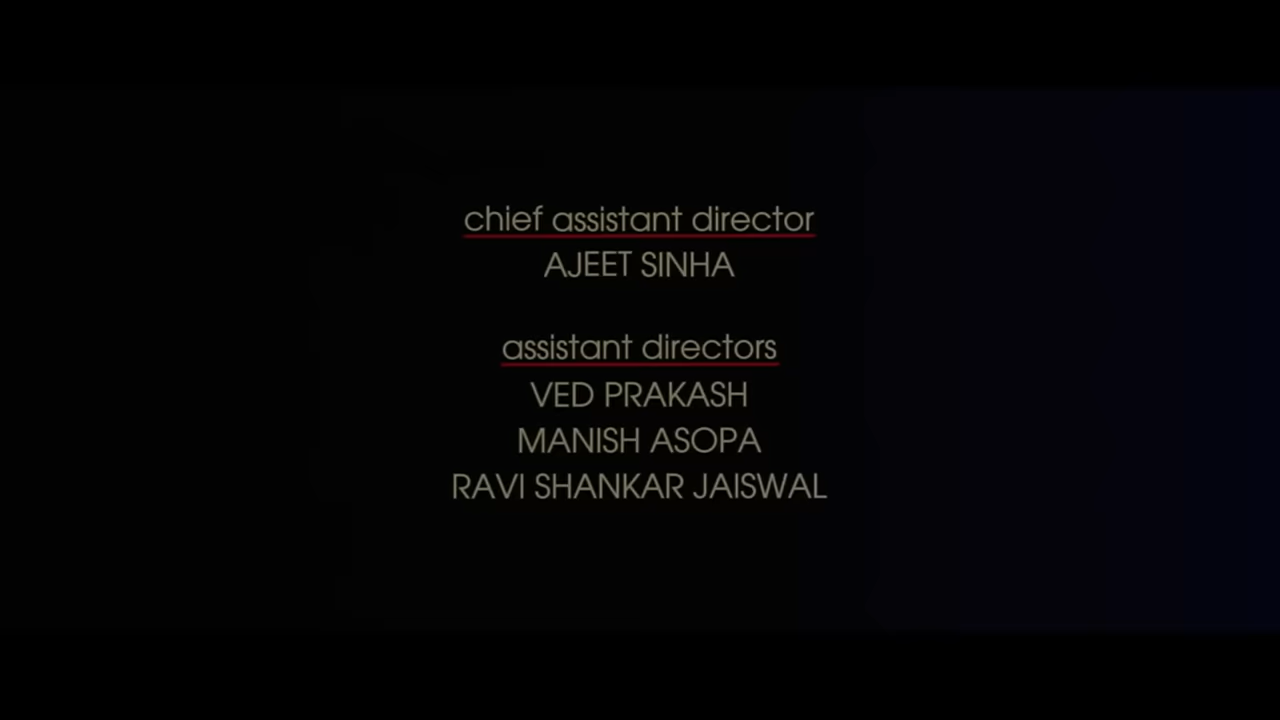 chief assistant director
AJEET SINHA
assistant directors
VED PRAKASH
MANISH ASOPA
RAVI SHANKAR JAISWAL